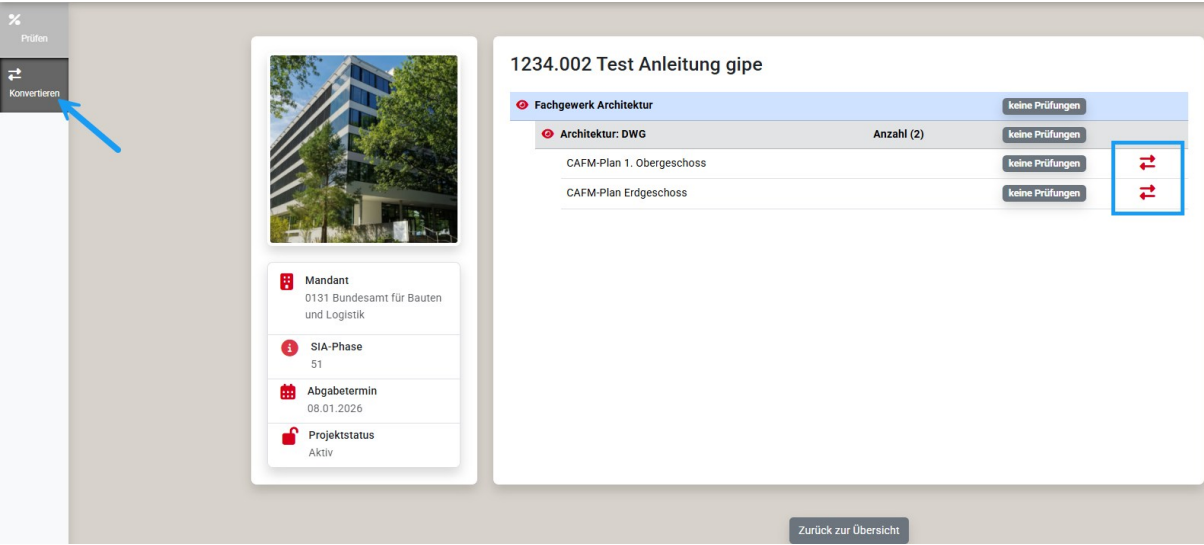 Prüfen
Konvertieren
1234.002 Test Anleitung gipe
Fachgewerk Architektur keine Prüfungen
Architektur: DWG Anzahl (2) keine Prüfungen
CAFM-Plan 1. Obergeschoss keine Prüfungen
CAFM-Plan Erdgeschoss keine Prüfungen
Mandant
0131 Bundesamt für Bauten
und Logistik
SIA-Phase
51
Abgabetermin
08.01.2026
Projektstatus
Aktiv
Zurück zur Übersicht